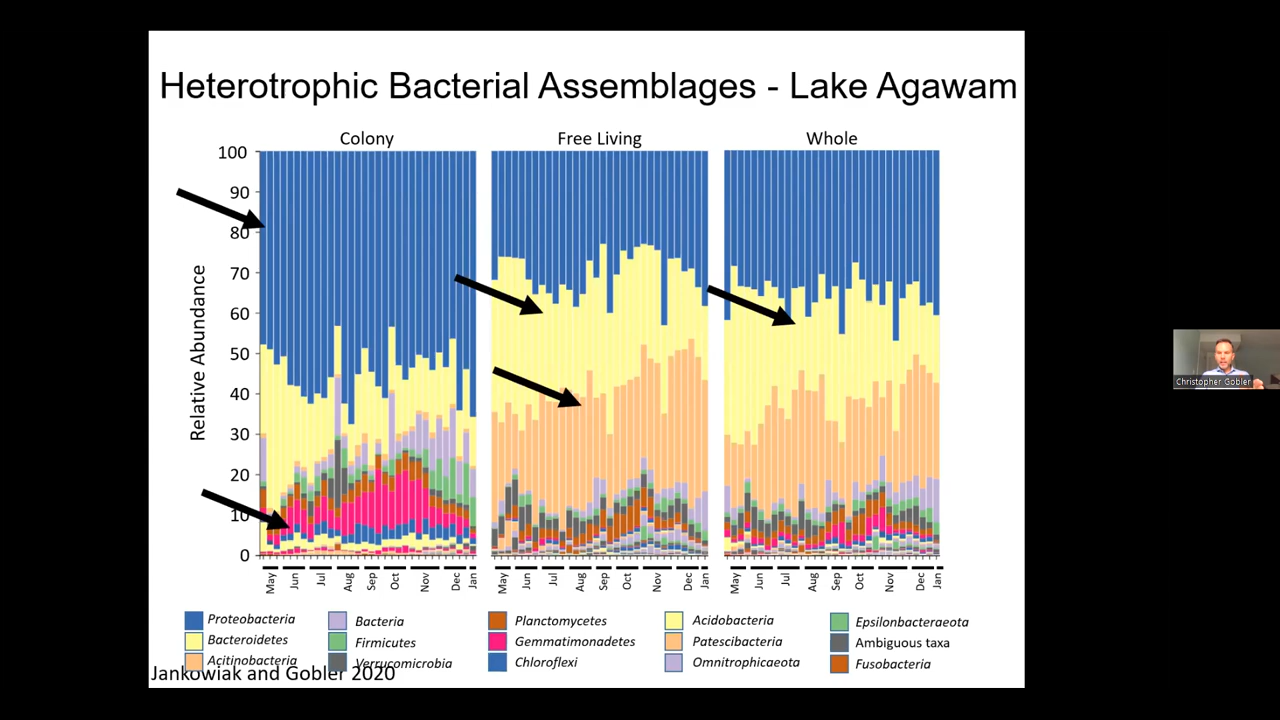 Heterotrophic Bacterial Assemblages - Lake Agawam
Colony
Free Living
Whole
Relative Abundance
100
90
80
70
60
50
40
30
20
10
0
May Jun Jul Aug Sep Oct Nov Dec Jan
May Jun Jul Aug Sep Oct Nov Dec Jan
May Jun Jul Aug Sep Oct Nov Dec Jan
Proteobacteria
Bacteroidetes
Acitinobacteria
Bacteria
Firmicutes
Verrucomicrobia
Planctomycetes
Gemmatimonadetes
Chloroflexi
Acidobacteria
Patescibacteria
Omnitrophicaeota
Epsilonbacteraeota
Ambiguous taxa
Fusobacteria
Jankowiak and Gobler 2020
Christopher Gobler